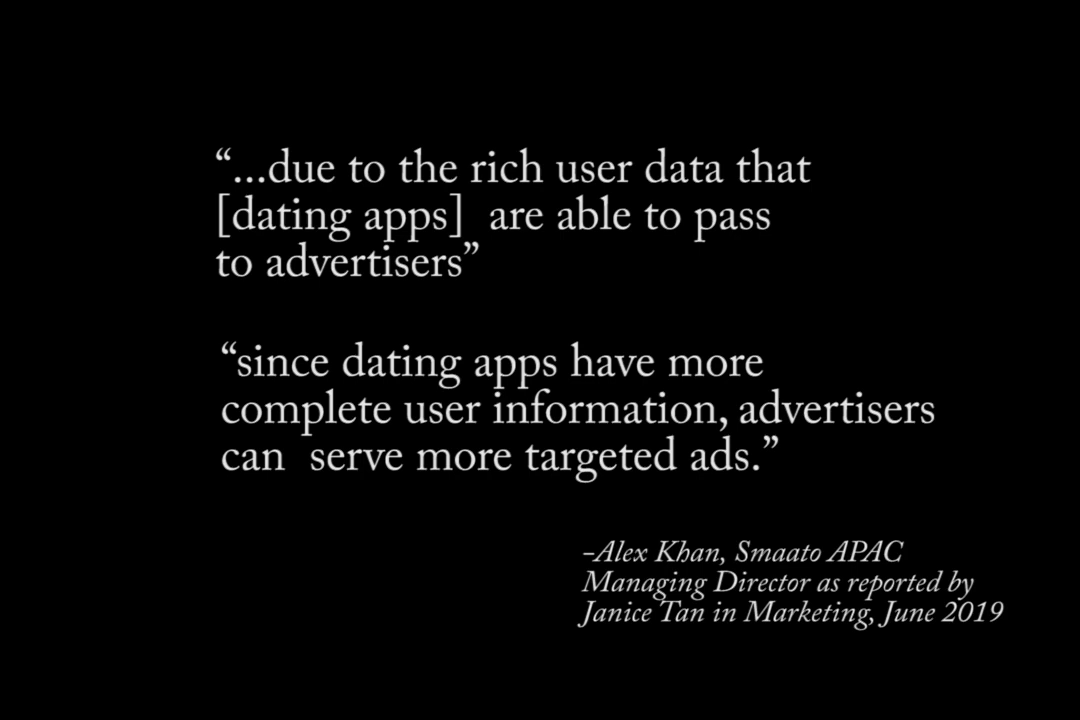 “...due to the rich user data that
[dating apps]  are able to pass
to advertisers”
“since dating apps have more
complete user information, advertisers
can  serve more targeted ads.”
–Alex Khan, Smaato APAC
Managing Director as reported by
Janice Tan in Marketing, June 2019